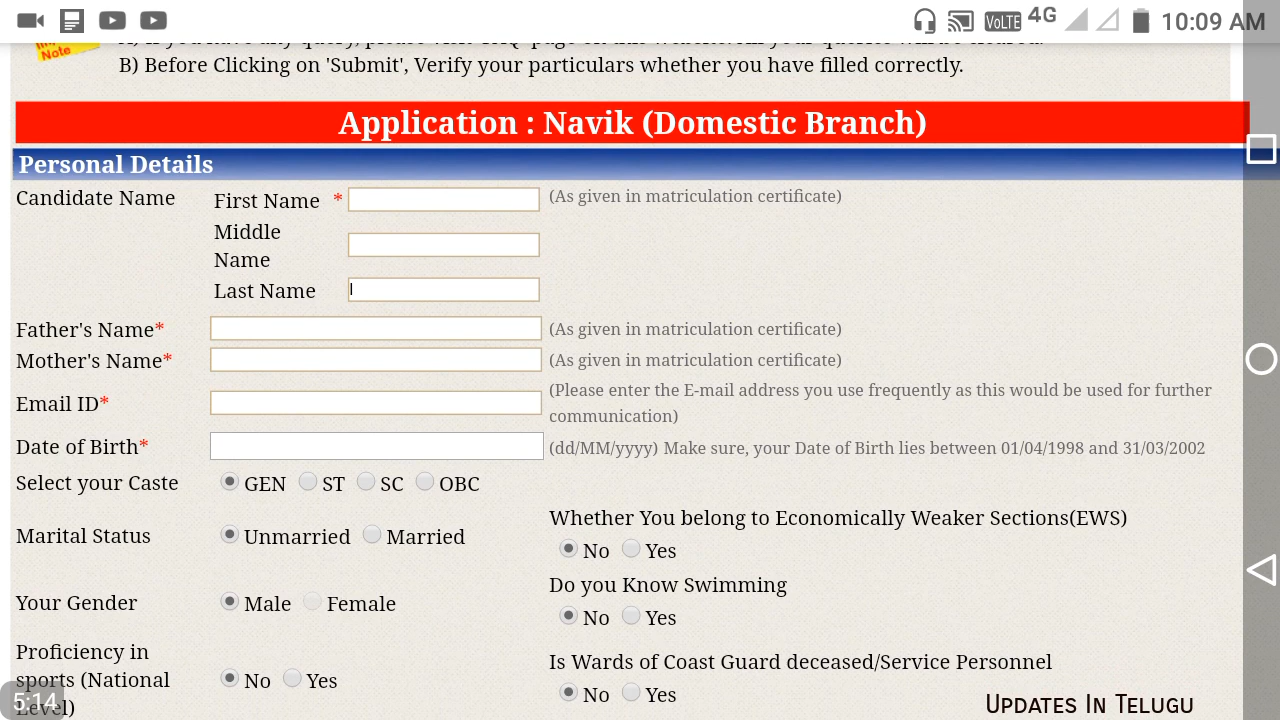 VoLTE 4G 10:09 AM
Note
B) Before Clicking on 'Submit', Verify your particulars whether you have filled correctly.
Application : Navik (Domestic Branch)
Personal Details
Candidate Name First Name * (As given in matriculation certificate)
Middle
Name
Last Name
Father's Name* (As given in matriculation certificate)
Mother's Name* (As given in matriculation certificate)
Email ID* (Please enter the E-mail address you use frequently as this would be used for further
communication)
Date of Birth* (dd/MM/yyyy) Make sure, your Date of Birth lies between 01/04/1998 and 31/03/2002
Select your Caste GEN ST SC OBC
Whether You belong to Economically Weaker Sections(EWS)
Marital Status Unmarried Married
No Yes
Do you Know Swimming
Your Gender Male Female
No Yes
Proficiency in
sports (National
Level)
No Yes
Is Wards of Coast Guard deceased/Service Personnel
No Yes
5:14
Updates In Telugu